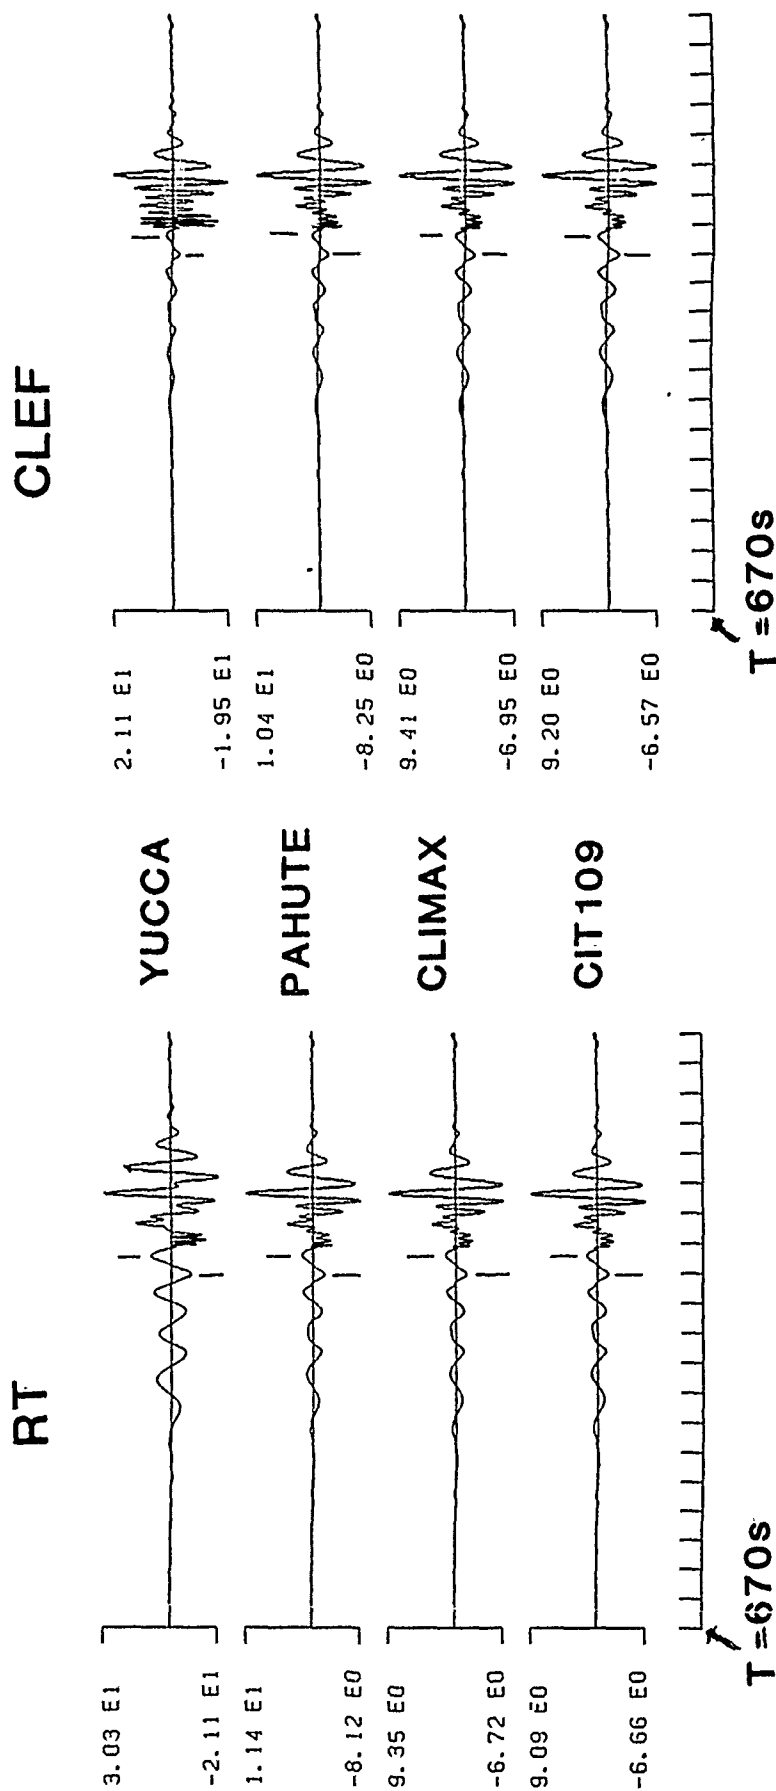 RT
CLEF
3.03 E1
-2.11 E1
YUCCA
2.11 E1
-1.95 E1
1.14 E1
-8.12 E0
PAHUTE
1.04 E1
-8.25 E0
9.35 E0
-6.72 E0
CLIMAX
9.41 E0
-6.95 E0
9.09 E0
-6.66 E0
CIT109
9.20 E0
-6.57 E0
T=670s
T=670s